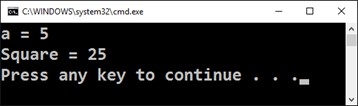 C:\WINDOWS\system32\cmd.exe
a = 5
Square = 25
Press any key to continue . . .